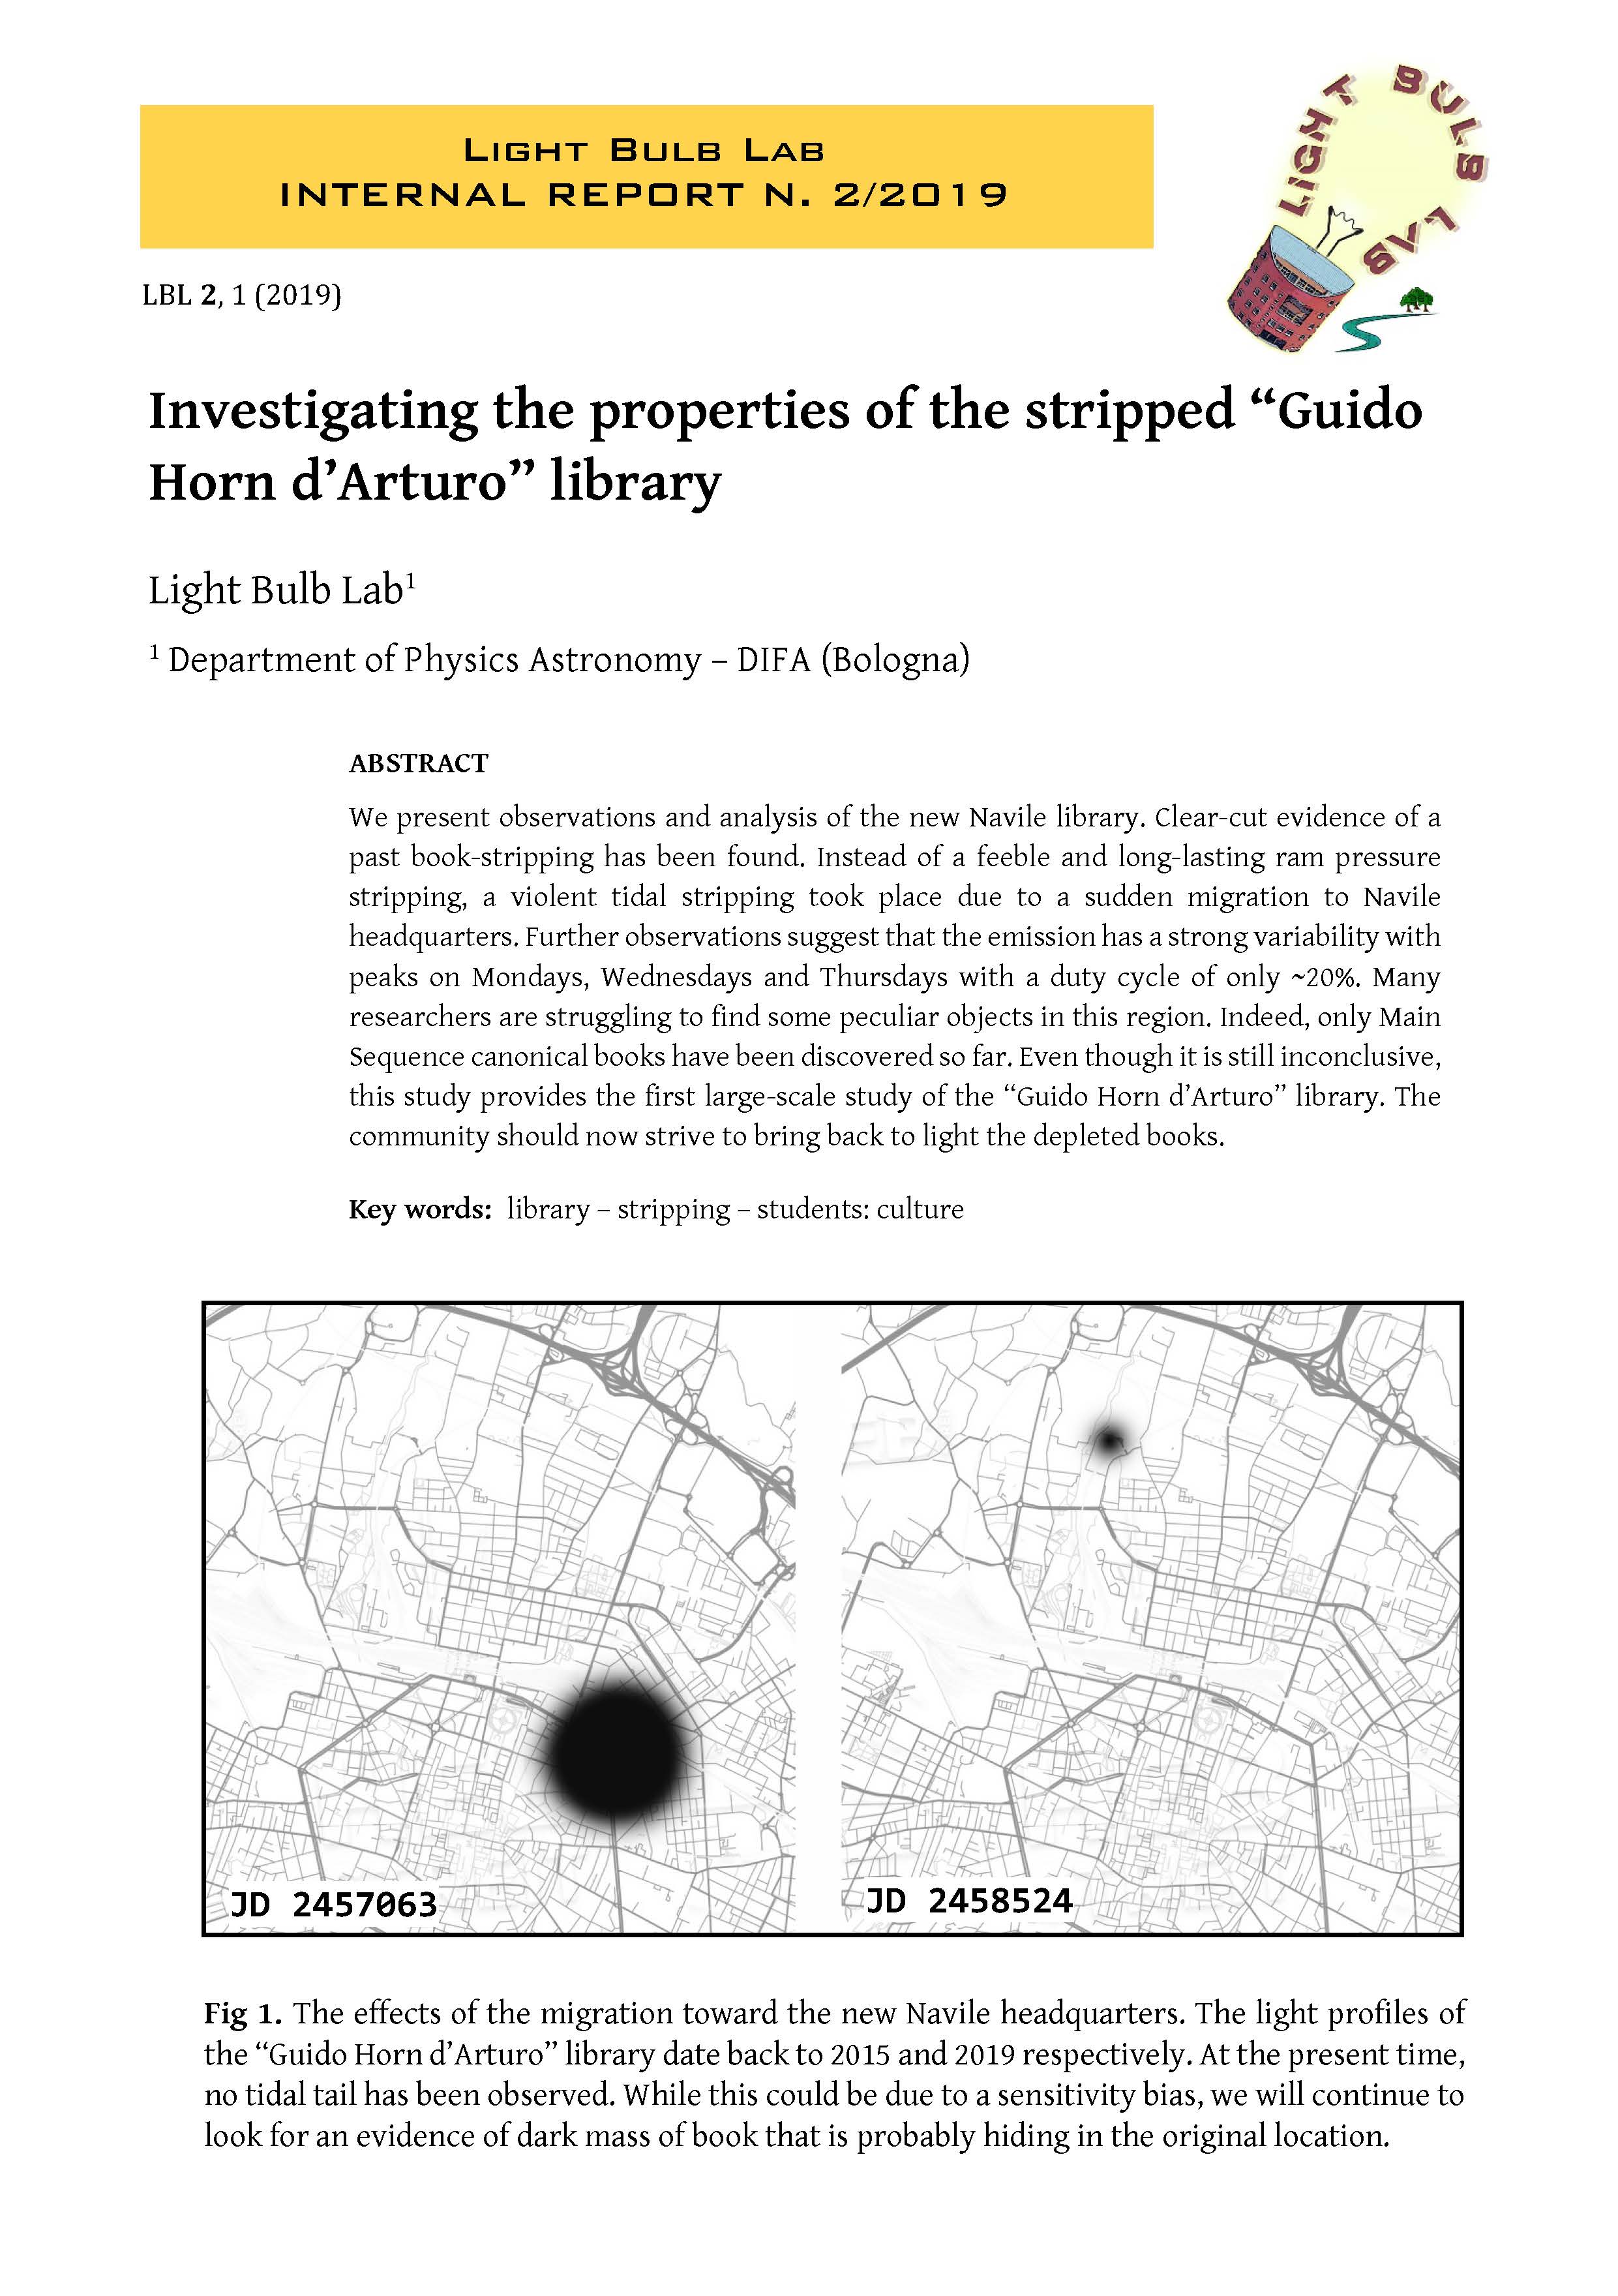 LIGHT BULB LAB
INTERNAL REPORT N. 2/2019
LIGHT BULB LAB
LBL 2, 1 (2019)
Investigating the properties of the stripped “Guido
Horn d’Arturo” library
Light Bulb Lab¹
¹ Department of Physics Astronomy – DIFA (Bologna)
ABSTRACT
We present observations and analysis of the new Navile library. Clear-cut evidence of a
past book-stripping has been found. Instead of a feeble and long-lasting ram pressure
stripping, a violent tidal stripping took place due to a sudden migration to Navile
headquarters. Further observations suggest that the emission has a strong variability with
peaks on Mondays, Wednesdays and Thursdays with a duty cycle of only ~20%. Many
researchers are struggling to find some peculiar objects in this region. Indeed, only Main
Sequence canonical books have been discovered so far. Even though it is still inconclusive,
this study provides the first large-scale study of the “Guido Horn d’Arturo” library. The
community should now strive to bring back to light the depleted books.
Key words: library – stripping – students: culture
JD 2457063
JD 2458524
Fig 1. The effects of the migration toward the new Navile headquarters. The light profiles of
the “Guido Horn d’Arturo” library date back to 2015 and 2019 respectively. At the present time,
no tidal tail has been observed. While this could be due to a sensitivity bias, we will continue to
look for an evidence of dark mass of book that is probably hiding in the original location.